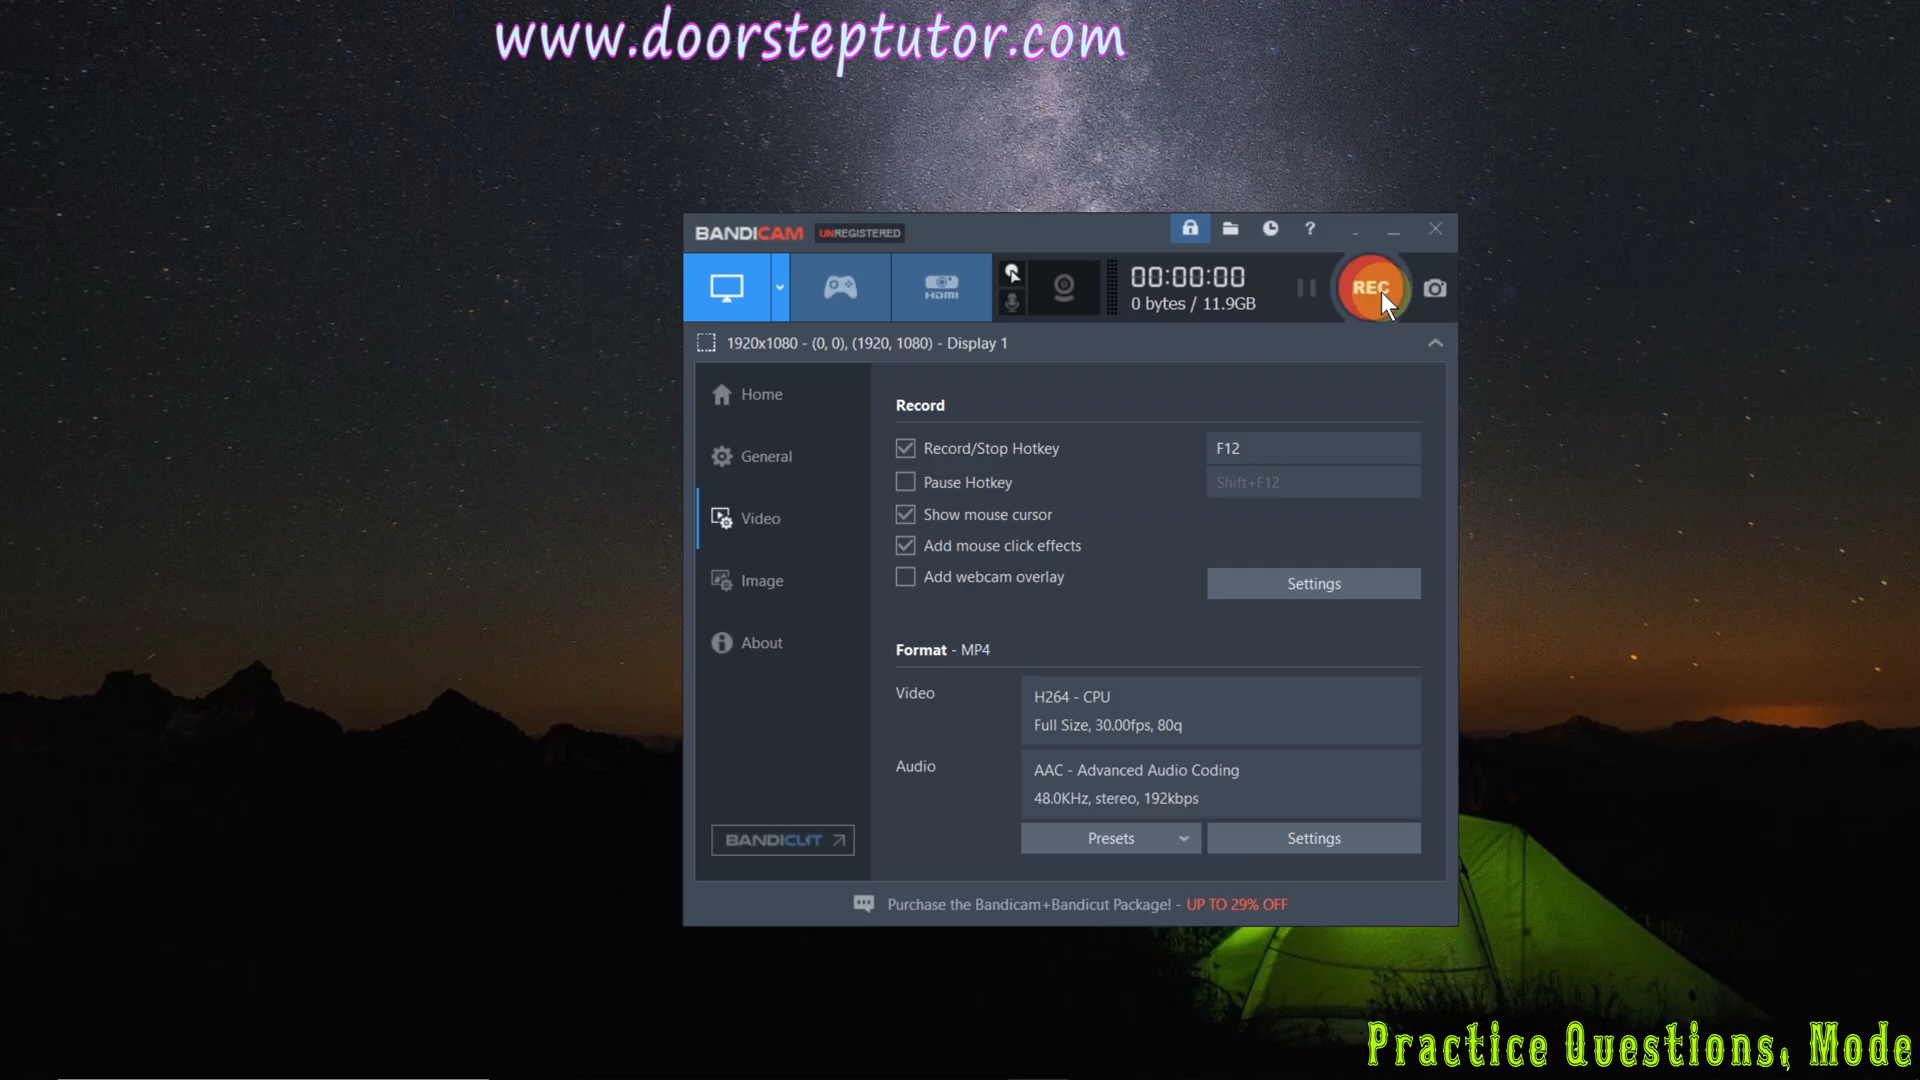 www.doorsteptutor.com
BANDICAM UNREGISTERED
?
HDMI
00:00:00
0 bytes / 11.9GB
REC
1920x1080 - (0, 0), (1920, 1080) - Display 1
Home
General
Video
Image
About
BANDICUT
Record
Record/Stop Hotkey F12
Pause Hotkey Shift+F12
Show mouse cursor
Add mouse click effects
Add webcam overlay Settings
Format - MP4
Video H264 - CPU
Full Size, 30.00fps, 80q
Audio AAC - Advanced Audio Coding
48.0KHz, stereo, 192kbps
Presets Settings
Purchase the Bandicam+Bandicut Package! - UP TO 29% OFF
Practice Questions, Mode